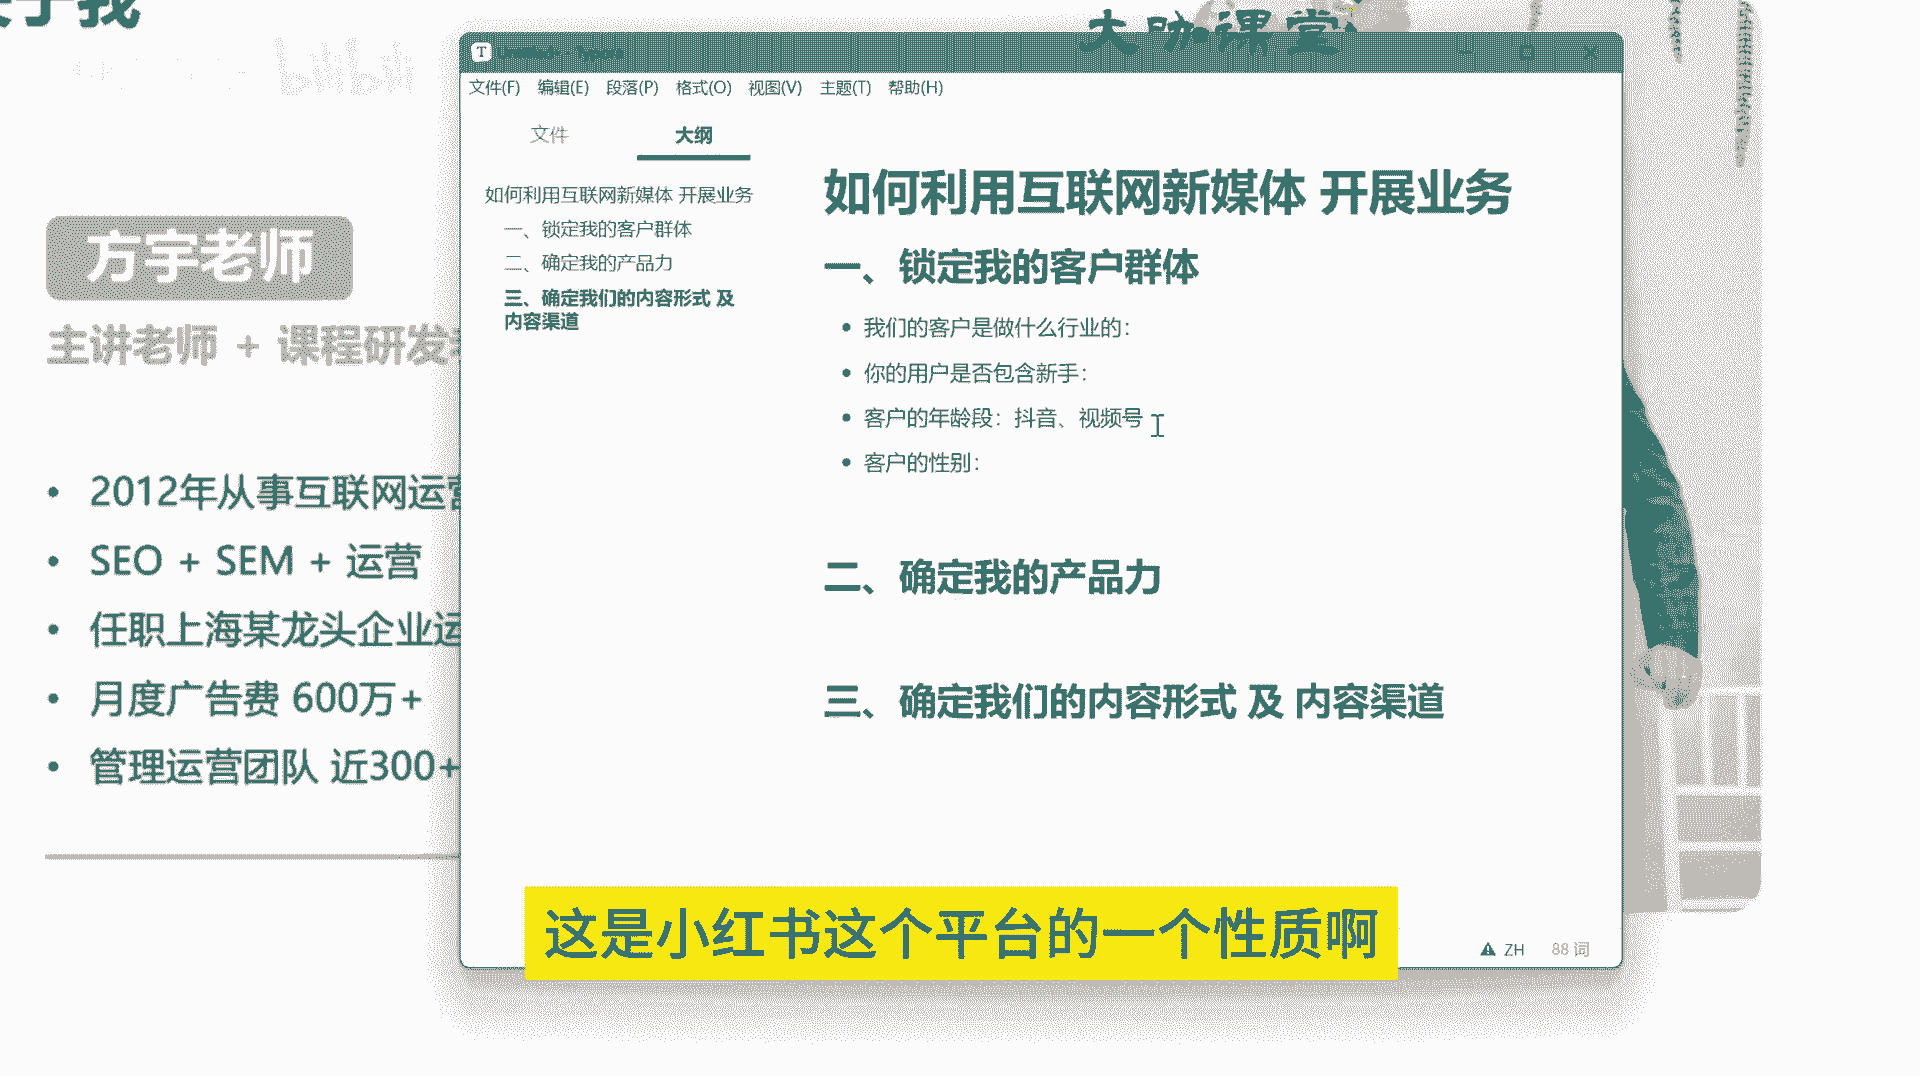 关于我
bilibili
大咖课堂
文件(F) 编辑(E) 段落(P) 格式(O) 视图(V) 主题(T) 帮助(H)
文件 大纲
如何利用互联网新媒体 开展业务
一、锁定我的客户群体
二、确定我的产品力
三、确定我们的内容形式 及
内容渠道
如何利用互联网新媒体 开展业务
一、锁定我的客户群体
• 我们的客户是做什么行业的：
• 你的用户是否包含新手：
• 客户的年龄段：抖音、视频号
• 客户的性别：
二、确定我的产品力
三、确定我们的内容形式 及 内容渠道
ZH 88 词
方宇老师
主讲老师 + 课程研发
• 2012年从事互联网运营
• SEO + SEM + 运营
• 任职上海某龙头企业运
• 月度广告费 600万+
• 管理运营团队 近300+
这是小红书这个平台的一个性质啊